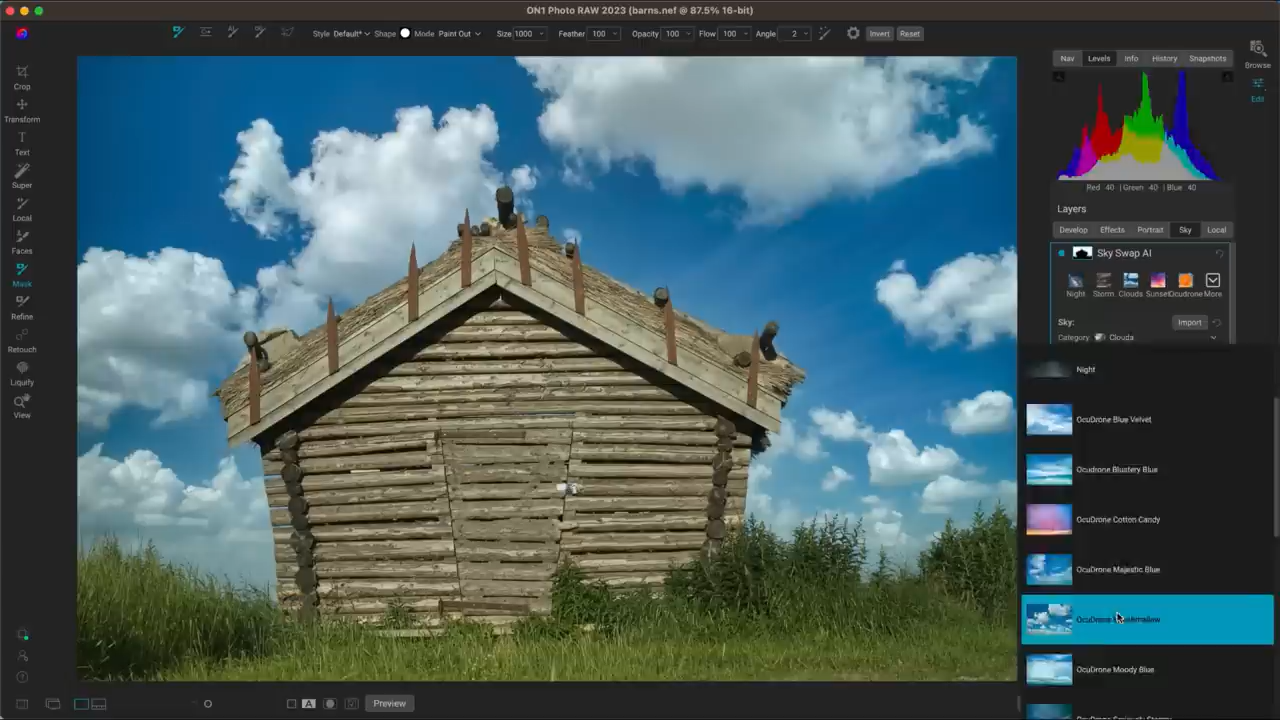 ON1 Photo RAW 2023 (barns.nef @ 87.5% 16-bit)
Style Default* Shape Mode Paint Out Size 1000 Feather 100 Opacity 100 Flow 100 Angle 2 Invert Reset
Crop
Transform
Text
Super
Local
Faces
Mask
Refine
Retouch
Liquify
View
A Preview
Nav Levels Info History Snapshots
Browse
Edit
Red 40 | Green 40 | Blue 40
Layers
Develop Effects Portrait Sky Local
Sky Swap AI
Night Storm Clouds Sunset Ocudrone More
Sky: Import
Category Clouds
Night
OcuDrone Blue Velvet
Ocudrone Blustery Blue
OcuDrone Cotton Candy
OcuDrone Majestic Blue
OcuDrone
OcuDrone Moody Blue